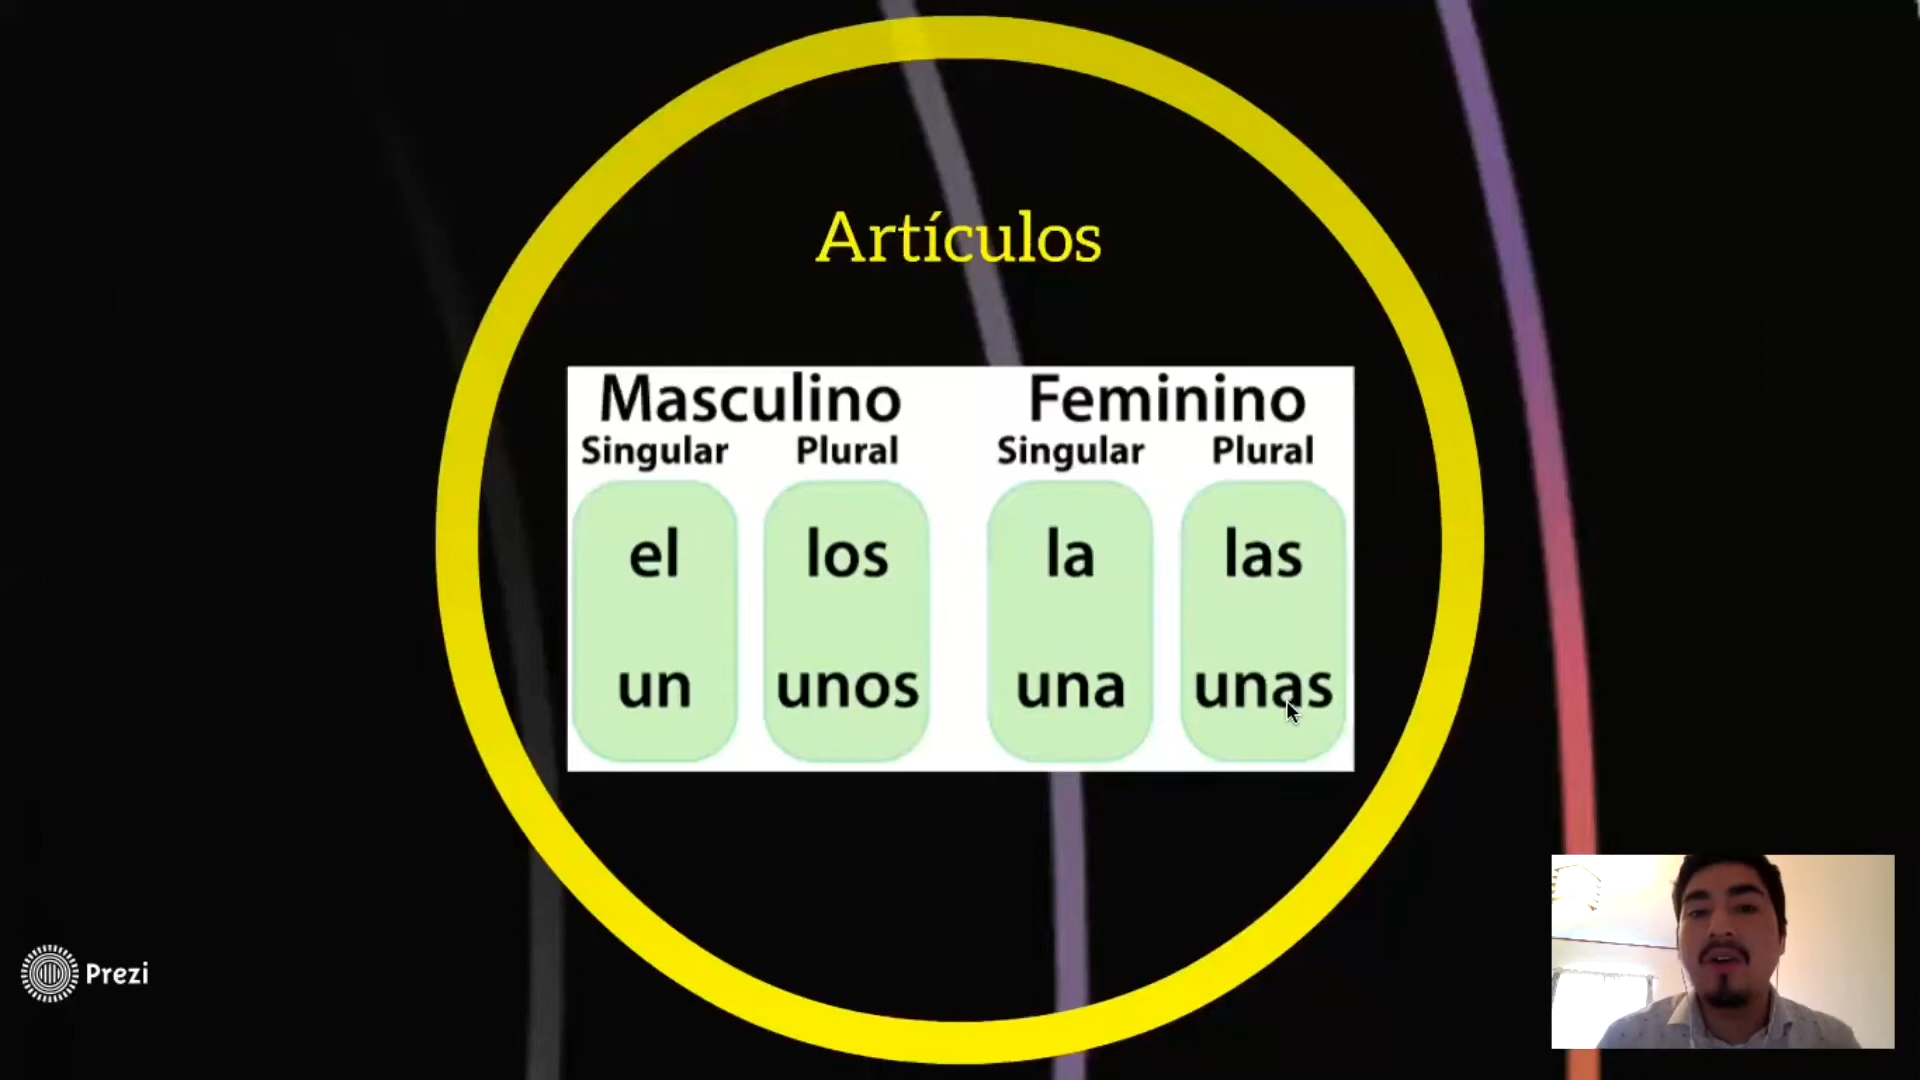 Artículos
Masculino Feminino
Singular Plural Singular Plural
el los la las
un unos una unas
Prezi